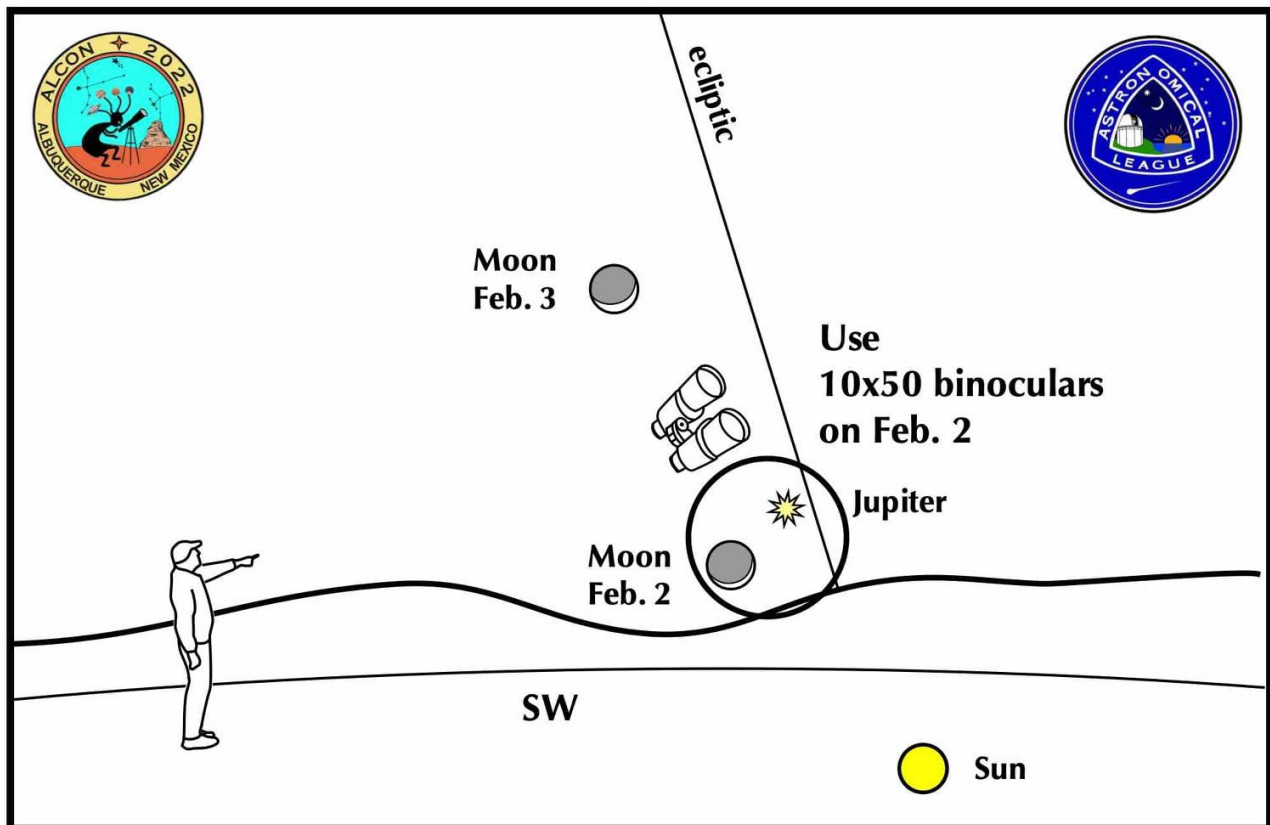 ALCON 2022
ALBUQUERQUE NEW MEXICO
ecliptic
ASTRONOMICAL
LEAGUE
Moon
Feb. 3
Use
10x50 binoculars
on Feb. 2
Jupiter
Moon
Feb. 2
SW
Sun